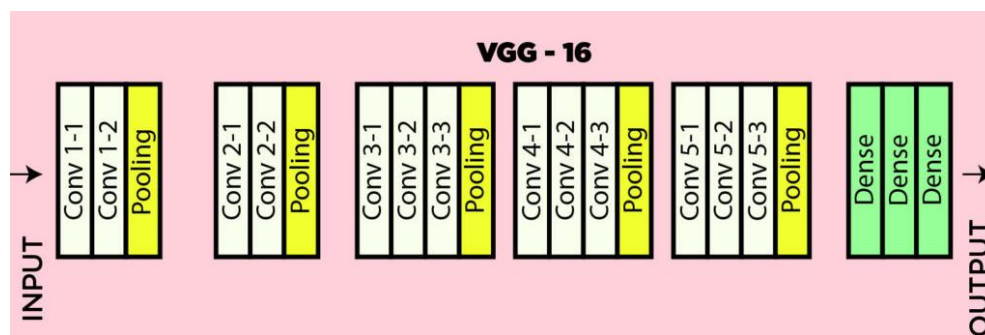 VGG - 16
INPUT
Conv 1-1
Conv 1-2
Pooling
Conv 2-1
Conv 2-2
Pooling
Conv 3-1
Conv 3-2
Conv 3-3
Pooling
Conv 4-1
Conv 4-2
Conv 4-3
Pooling
Conv 5-1
Conv 5-2
Conv 5-3
Pooling
Dense
Dense
Dense
OUTPUT